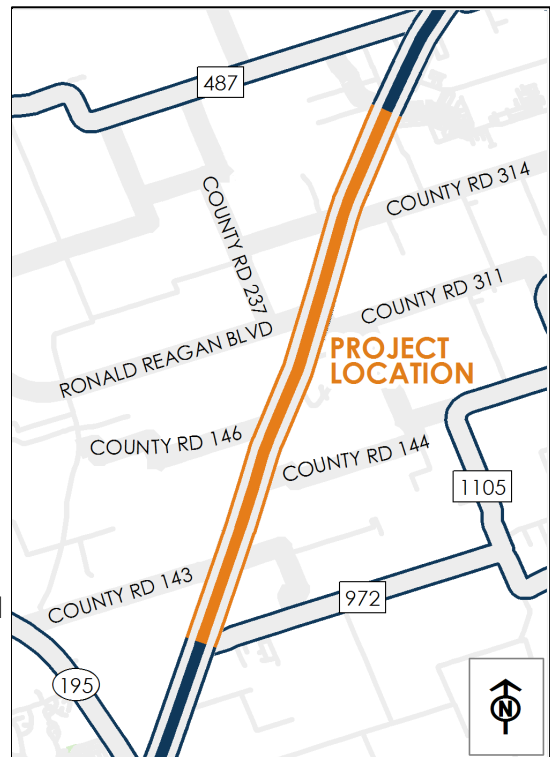 487
COUNTY RD 314
COUNTY RD 237
COUNTY RD 311
RONALD REAGAN BLVD
PROJECT
LOCATION
COUNTY RD 146
COUNTY RD 144
1105
COUNTY RD 143
972
195
N